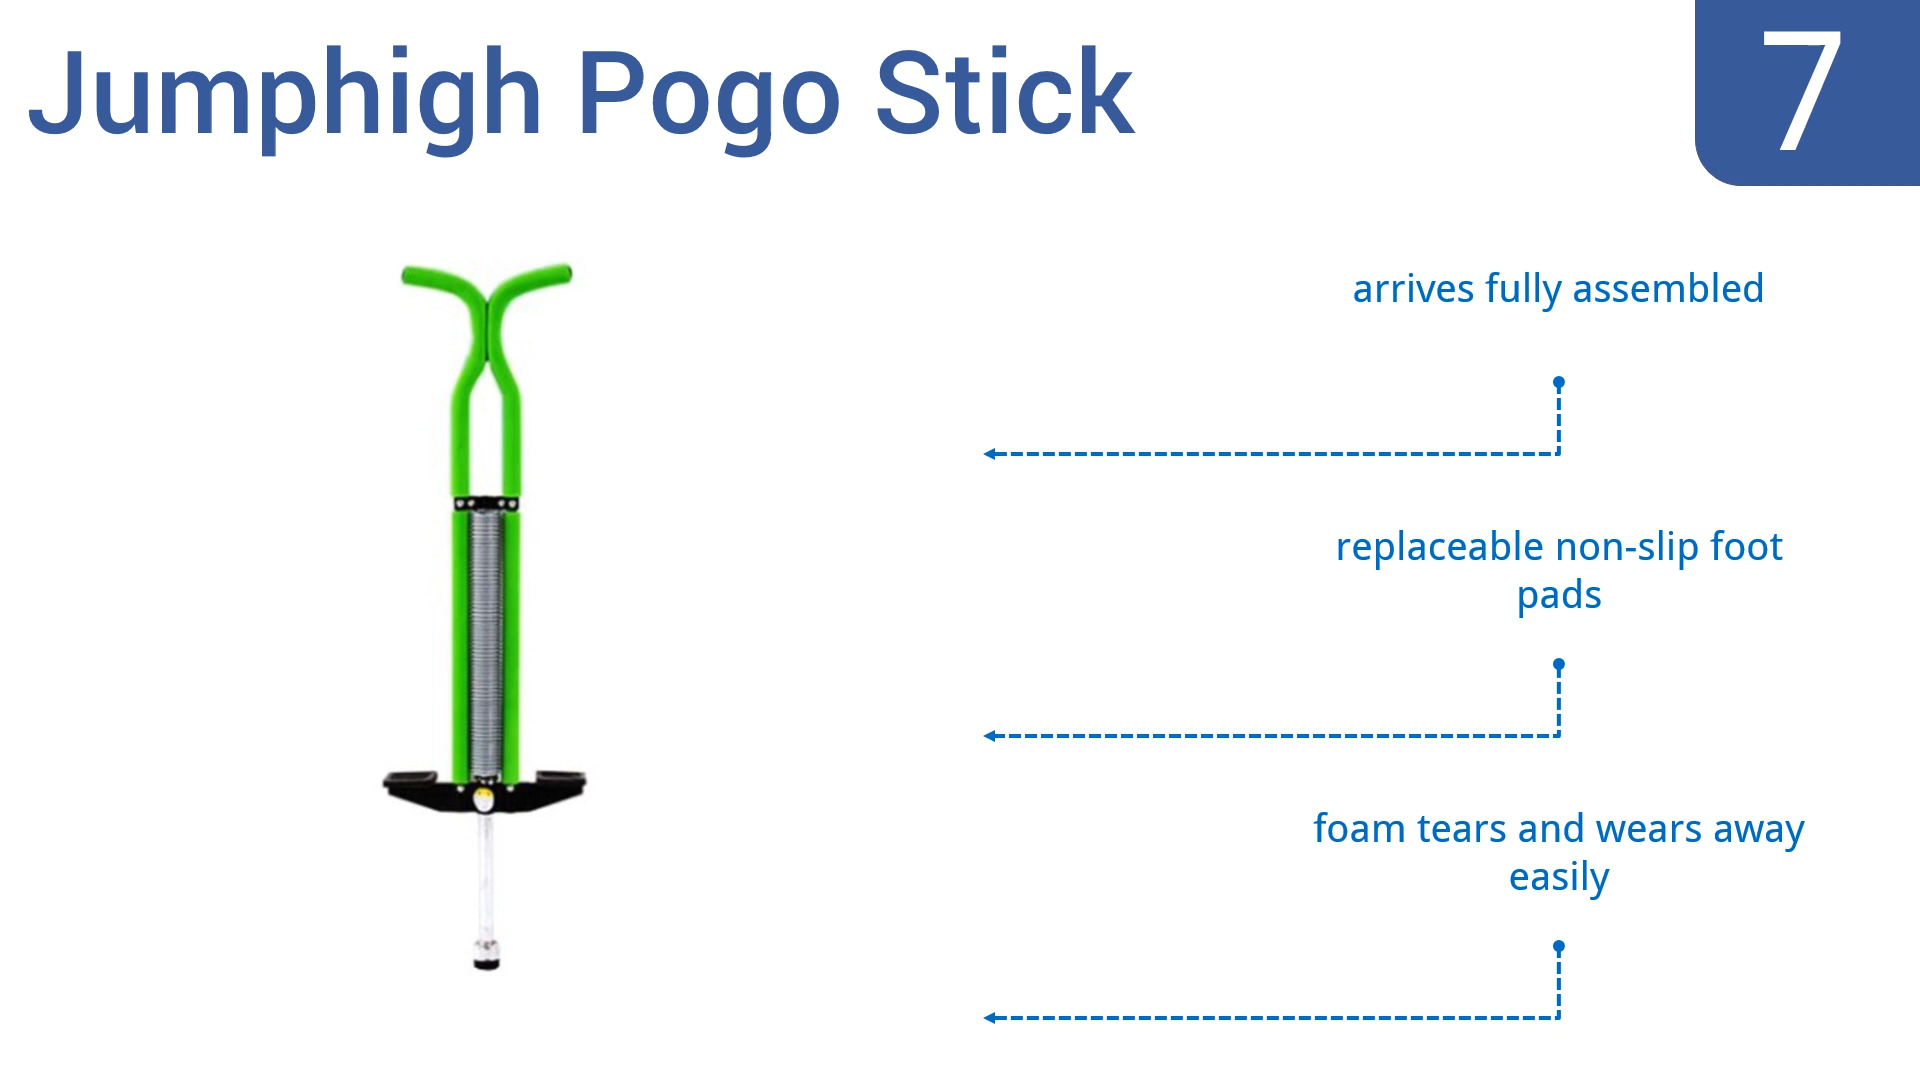 Jumphigh Pogo Stick
7
arrives fully assembled
replaceable non-slip foot
pads
foam tears and wears away
easily